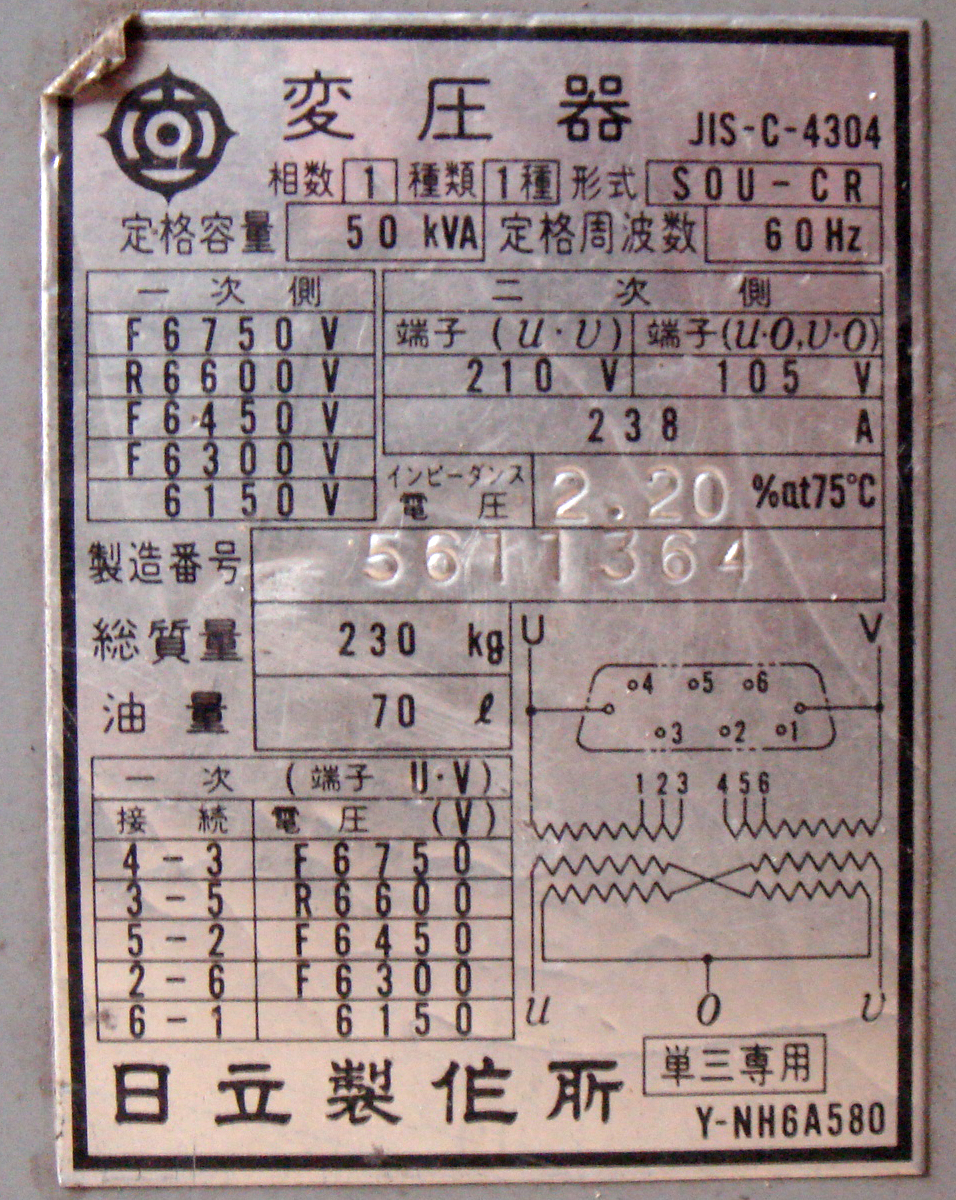 変圧器 JIS-C-4304
相数 1 種類 1種 形式 SOU-CR
定格容量 50 kVA 定格周波数 60Hz
一次側
F6750V
R6600V
F6450V
F6300V
6150V
二次側
端子(u・v) 端子(u・o,v・o)
210 V 105 V
238 A
インピーダンス
電圧 2.20 %at75°C
製造番号 5611364
総質量 230 kg
油量 70 ℓ
U V
4 5 6
3 2 1
1 2 3 4 5 6
u o v
一次 (端子 U・V)
接続 電圧 (V)
4-3 F6750
3-5 R6600
5-2 F6450
2-6 F6300
6-1 6150
日立製作所 単三専用
Y-NH6A580